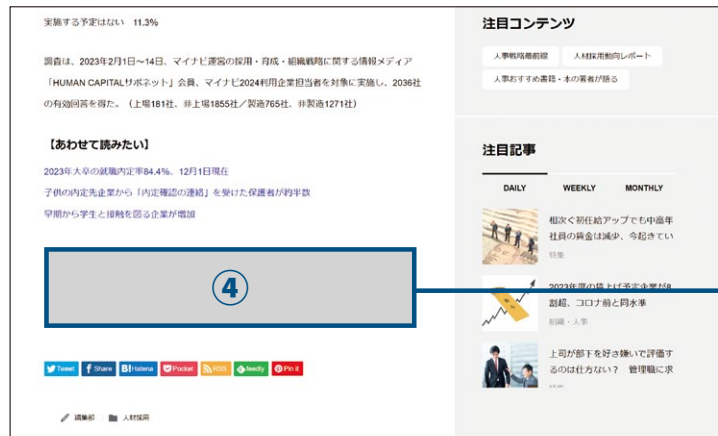 実施する予定はない 11.3%
調査は、2023年2月1日～14日、マイナビ運営の採用・育成・組織戦略に関する情報メディア
「HUMAN CAPITALサポネット」会員、マイナビ2024利用企業担当者を対象に実施し、2036社
の有効回答を得た。（上場181社、非上場1855社／製造765社、非製造1271社）
【あわせて読みたい】
2023年大卒の就職内定率84.4%、12月1日現在
子供の内定先企業から「内定確認の連絡」を受けた保護者が約半数
早期から学生と接触を図る企業が増加
④
Tweet Share B! Hatena Pocket RSS feedly Pin it
編集部 人材採用
注目コンテンツ
人事戦略最前線 人材採用動向レポート
人事おすすめ書籍・本の著者が語る
注目記事
DAILY WEEKLY MONTHLY
相次ぐ初任給アップでも中高年
社員の賃金は減少、今起きてい
特集
2023年度の賃上げ予定企業が8
割超、コロナ前と同水準
組織・人事
上司が部下を好き嫌いで評価す
るのは仕方ない？ 管理職に求